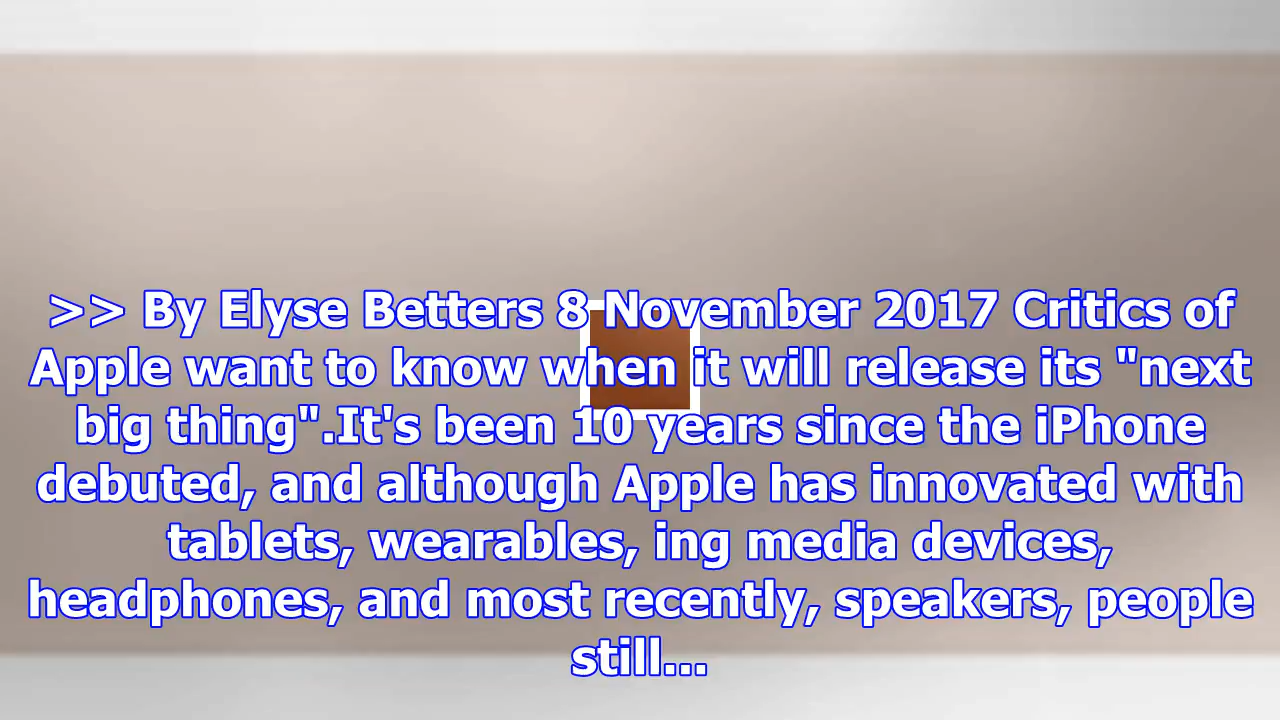 >> By Elyse Betters 8 November 2017 Critics of
Apple want to know when it will release its "next
big thing".It's been 10 years since the iPhone
debuted, and although Apple has innovated with
tablets, wearables, ing media devices,
headphones, and most recently, speakers, people
still...